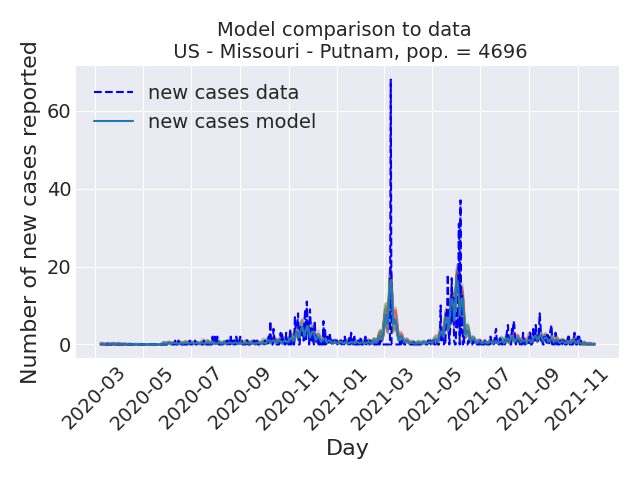 Model comparison to data
US - Missouri - Putnam, pop. = 4696
Number of new cases reported
new cases data
new cases model
60
40
20
0
2020-03
2020-05
2020-07
2020-09
2020-11
2021-01
2021-03
2021-05
2021-07
2021-09
2021-11
Day